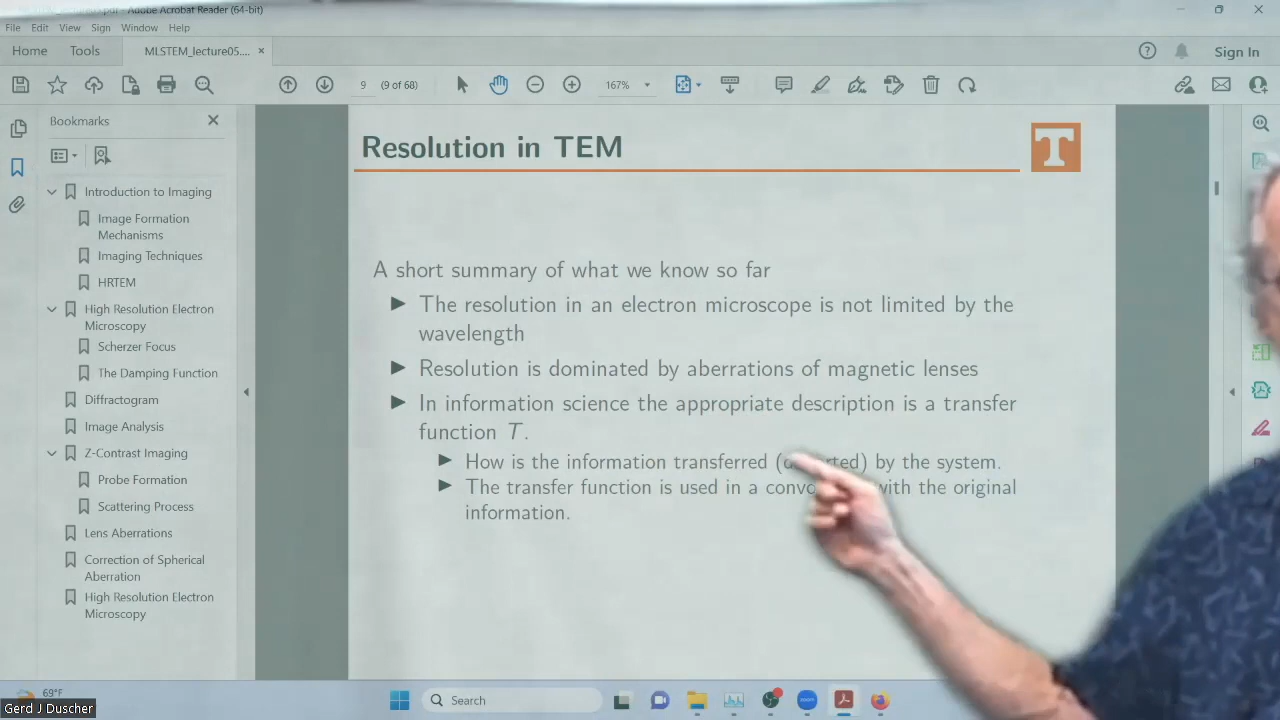 .pdf - Adobe Acrobat Reader (64-bit)
File Edit View Sign Window Help
Home Tools MLSTEM_lecture05.... ×
Sign In
9 (9 of 68) 167%
Bookmarks
Introduction to Imaging
Image Formation
Mechanisms
Imaging Techniques
HRTEM
High Resolution Electron
Microscopy
Scherzer Focus
The Damping Function
Diffractogram
Image Analysis
Z-Contrast Imaging
Probe Formation
Scattering Process
Lens Aberrations
Correction of Spherical
Aberration
High Resolution Electron
Microscopy
Resolution in TEM
T
A short summary of what we know so far
The resolution in an electron microscope is not limited by the
wavelength
Resolution is dominated by aberrations of magnetic lenses
In information science the appropriate description is a transfer
function T.
How is the information transferred ( by the system.
The transfer function is used in a with the original
information.
69°F
Search
Gerd J Duscher